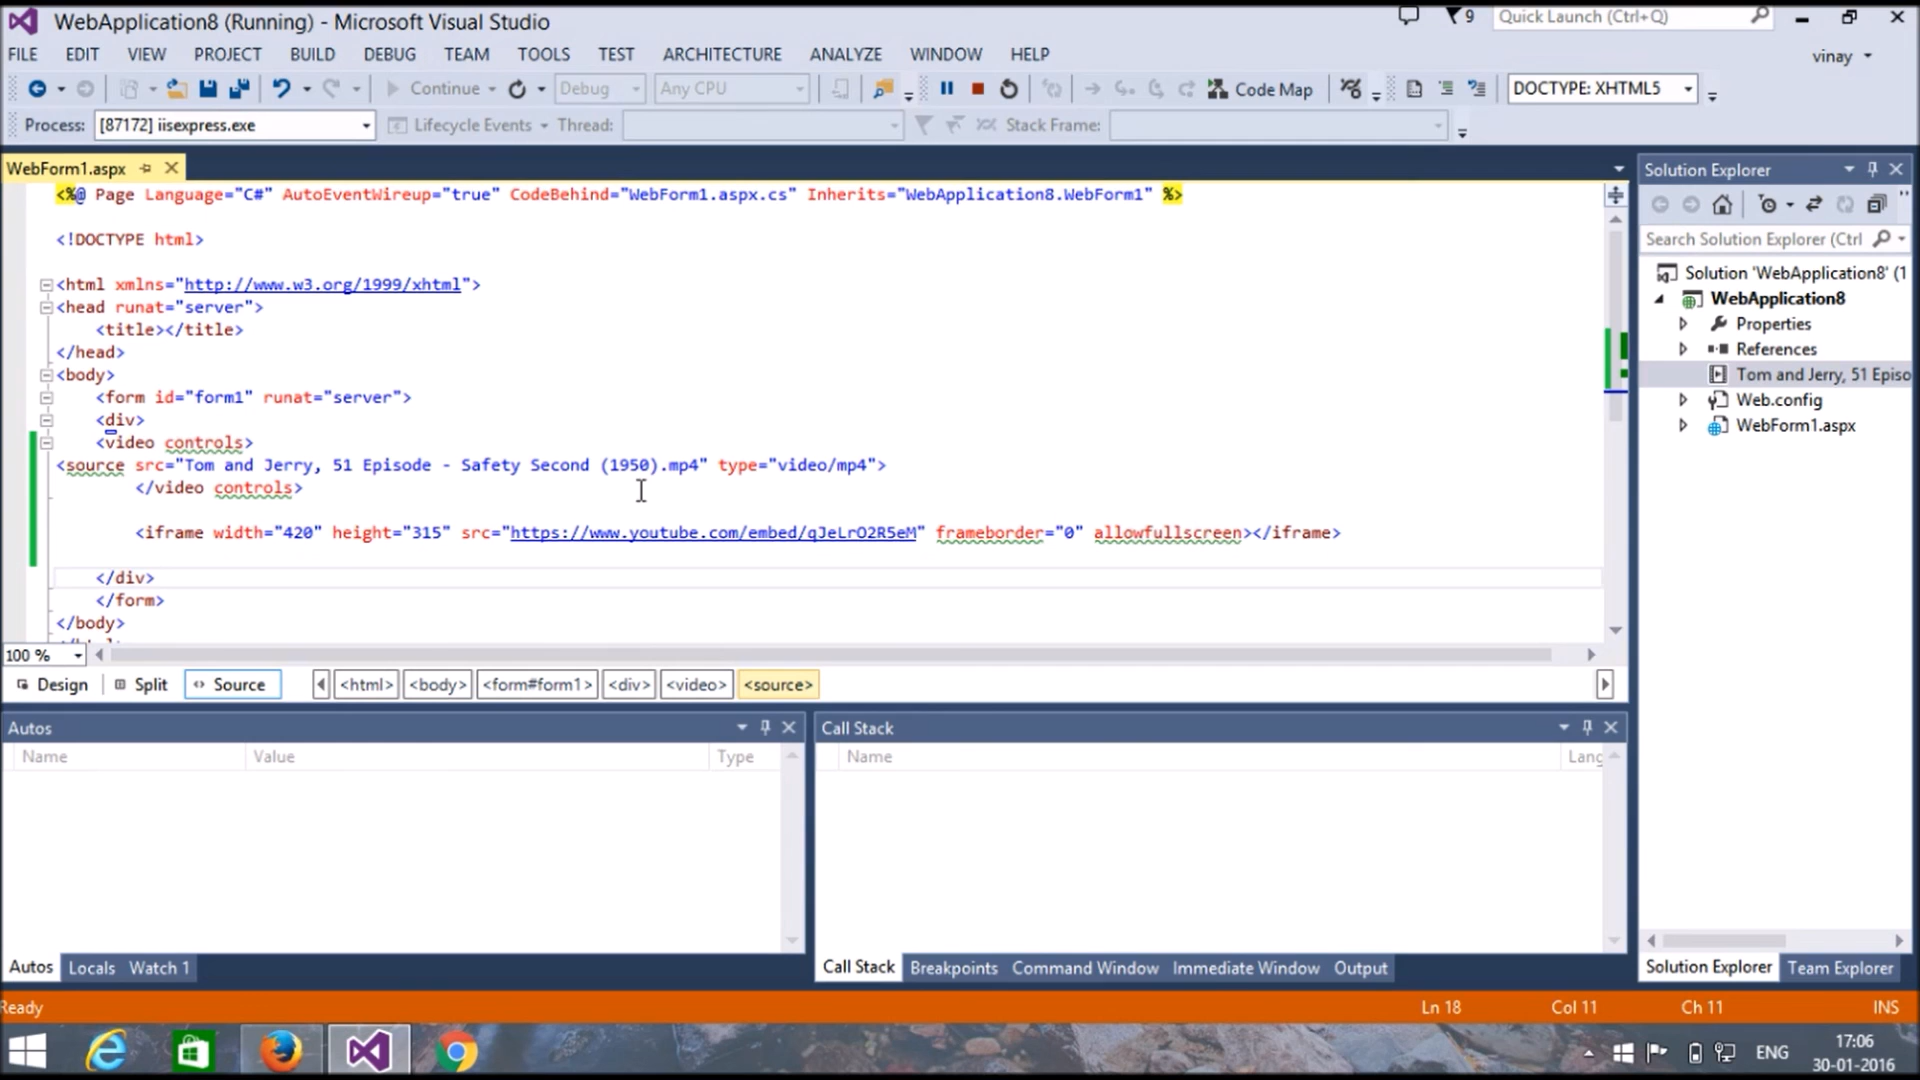 WebApplication8 (Running) - Microsoft Visual Studio
9
Quick Launch (Ctrl+Q)
FILE EDIT VIEW PROJECT BUILD DEBUG TEAM TOOLS TEST ARCHITECTURE ANALYZE WINDOW HELP
vinay
Continue Debug Any CPU Code Map DOCTYPE: XHTML5
Process: [87172] iisexpress.exe Lifecycle Events Thread: Stack Frame:
WebForm1.aspx
<%@ Page Language="C#" AutoEventWireup="true" CodeBehind="WebForm1.aspx.cs" Inherits="WebApplication8.WebForm1" %>
<!DOCTYPE html>
<html xmlns="http://www.w3.org/1999/xhtml">
<head runat="server">
<title></title>
</head>
<body>
<form id="form1" runat="server">
<div>
<video controls>
<source src="Tom and Jerry, 51 Episode - Safety Second (1950).mp4" type="video/mp4">
</video controls>
<iframe width="420" height="315" src="https://www.youtube.com/embed/qJeLrO2R5eM" frameborder="0" allowfullscreen></iframe>
</div>
</form>
</body>
100 %
Design Split Source <html> <body> <form#form1> <div> <video> <source>
Solution Explorer
Search Solution Explorer (Ctrl
Solution 'WebApplication8' (1
WebApplication8
Properties
References
Tom and Jerry, 51 Episo
Web.config
WebForm1.aspx
Autos
Name Value Type
Call Stack
Name Lang
Autos Locals Watch 1
Call Stack Breakpoints Command Window Immediate Window Output
Solution Explorer Team Explorer
Ready Ln 18 Col 11 Ch 11 INS
ENG
17:06
30-01-2016